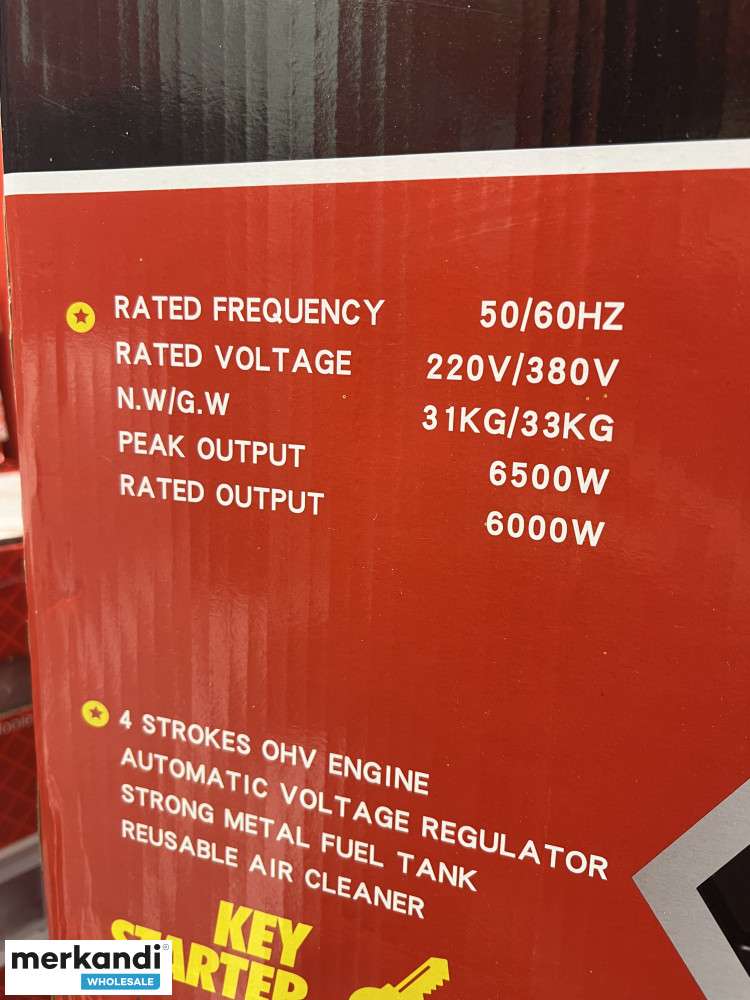 RATED FREQUENCY 50/60HZ
RATED VOLTAGE 220V/380V
N.W/G.W 31KG/33KG
PEAK OUTPUT 6500W
RATED OUTPUT 6000W
4 STROKES OHV ENGINE
AUTOMATIC VOLTAGE REGULATOR
STRONG METAL FUEL TANK
REUSABLE AIR CLEANER
KEY
STARTER
merkandi®
WHOLESALE